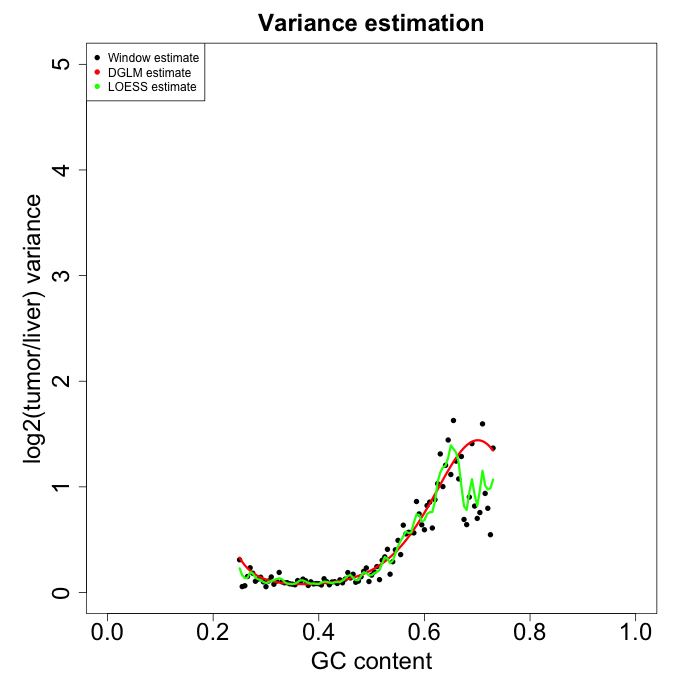 Variance estimation
Window estimate
DGLM estimate
LOESS estimate
log2(tumor/liver) variance
5
4
3
2
1
0
0.0 0.2 0.4 0.6 0.8 1.0
GC content